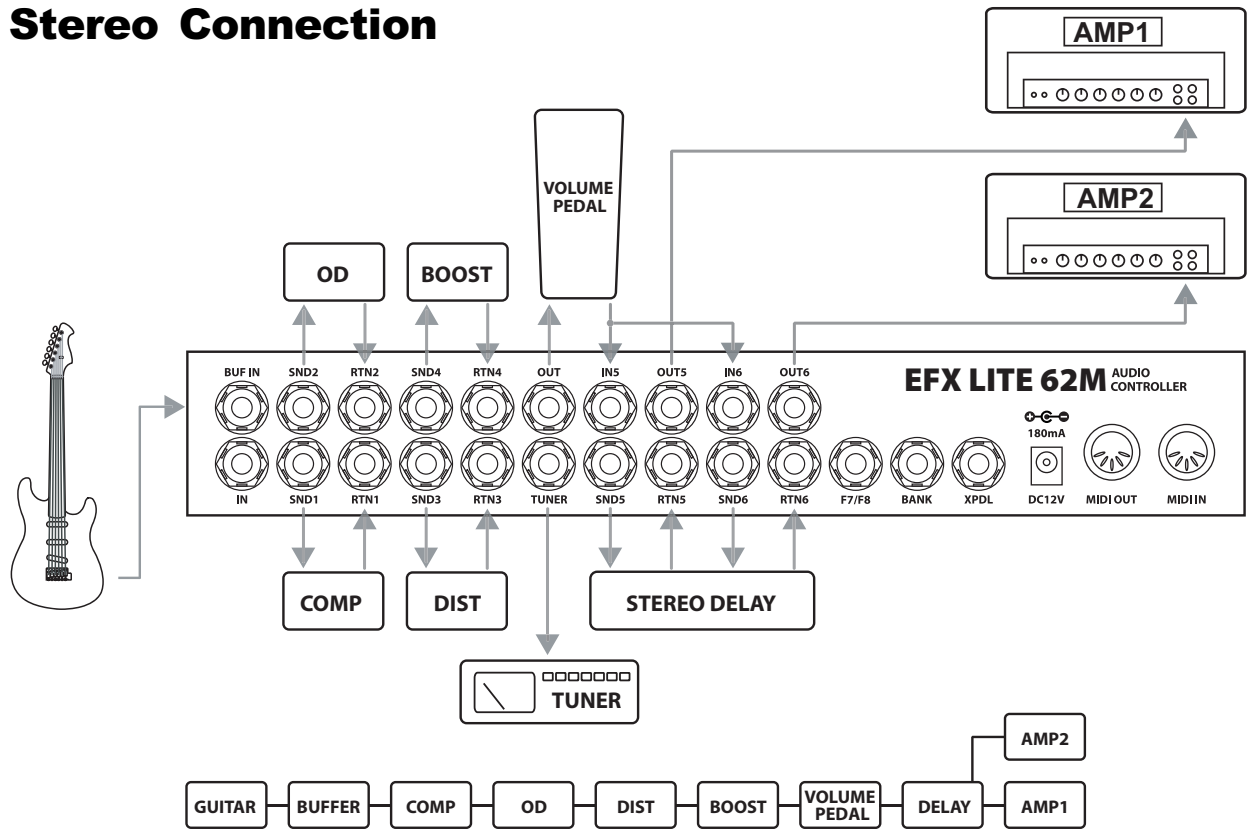 Stereo Connection
AMP1
AMP2
VOLUME
PEDAL
OD
BOOST
BUF IN SND2 RTN2 SND4 RTN4 OUT IN5 OUT5 IN6 OUT6
EFX LITE 62M AUDIO
CONTROLLER
180mA
IN SND1 RTN1 SND3 RTN3 TUNER SND5 RTN5 SND6 RTN6 F7/F8 BANK XPDL DC12V MIDI OUT MIDI IN
COMP
DIST
STEREO DELAY
TUNER
AMP2
GUITAR BUFFER COMP OD DIST BOOST VOLUME
PEDAL DELAY AMP1